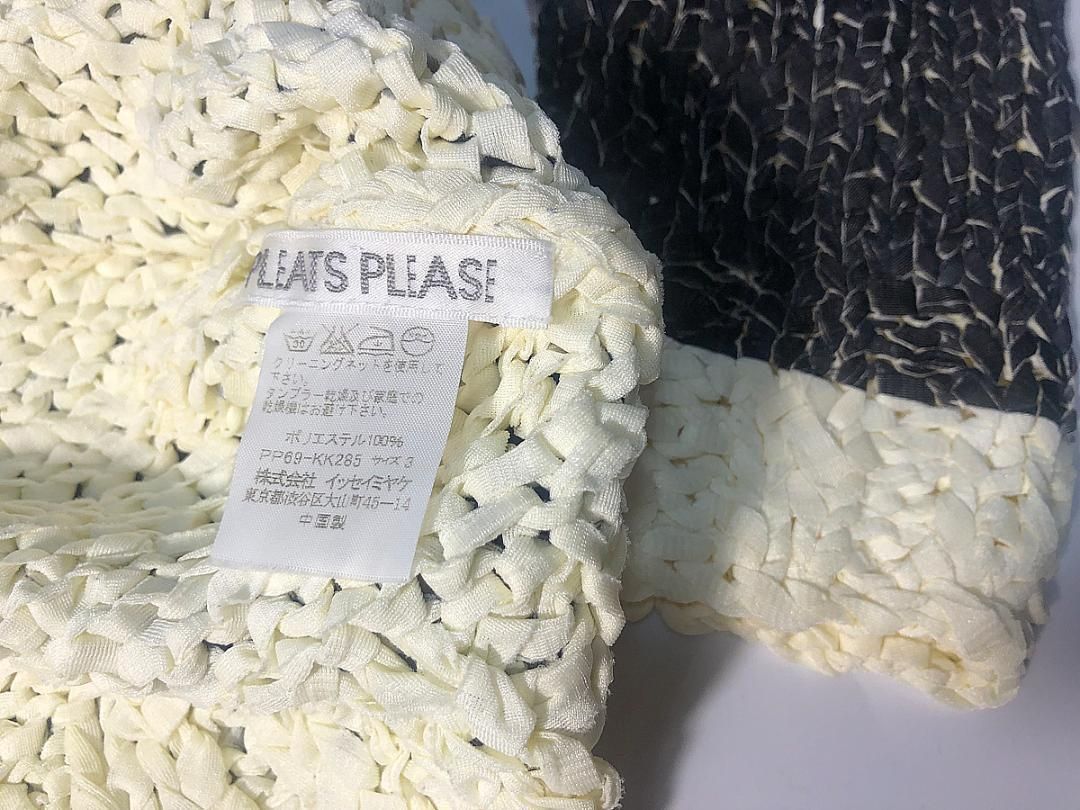 PLEATS PLEASE
30
クリーニングネットを使用して
下さい。
タンブラー乾燥及び家庭での
乾燥機はお避け下さい。
ポリエステル100%
PP69-KK285 サイズ 3
株式会社 イッセイミヤケ
東京都渋谷区大山町45-14
中国製